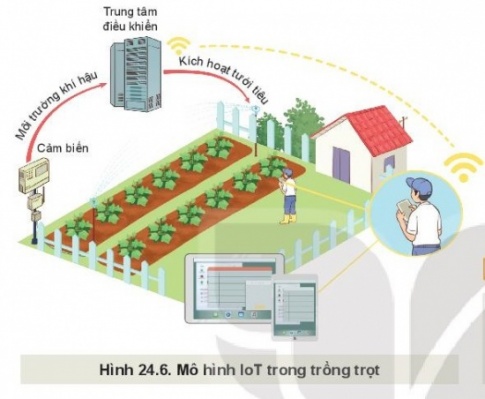 Trung tâm
điều khiển
Môi trường khí hậu
Kích hoạt tưới tiêu
Cảm biến
Hình 24.6. Mô hình IoT trong trồng trọt